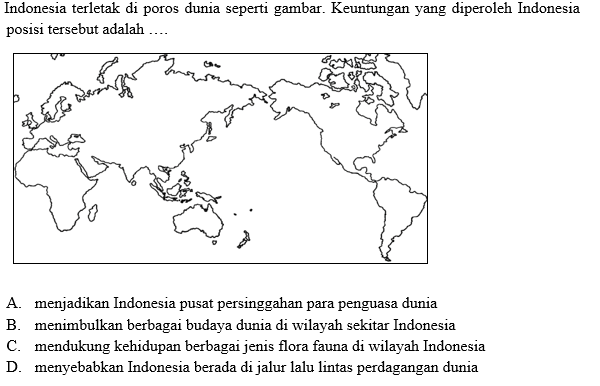 Indonesia terletak di poros dunia seperti gambar. Keuntungan yang diperoleh Indonesia
posisi tersebut adalah ….
A. menjadikan Indonesia pusat persinggahan para penguasa dunia
B. menimbulkan berbagai budaya dunia di wilayah sekitar Indonesia
C. mendukung kehidupan berbagai jenis flora fauna di wilayah Indonesia
D. menyebabkan Indonesia berada di jalur lalu lintas perdagangan dunia